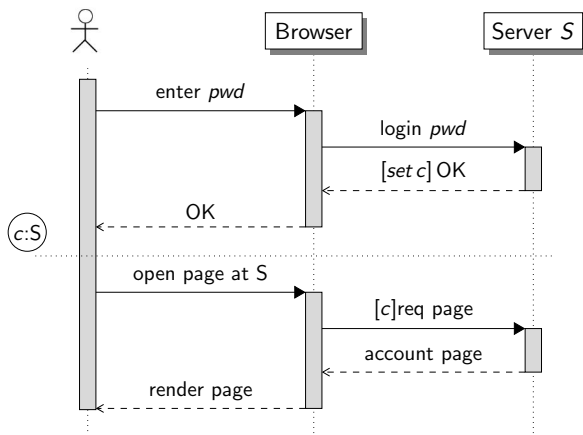 Browser
Server S
enter pwd
login pwd
[set c] OK
OK
c:S
open page at S
[c]req page
account page
render page